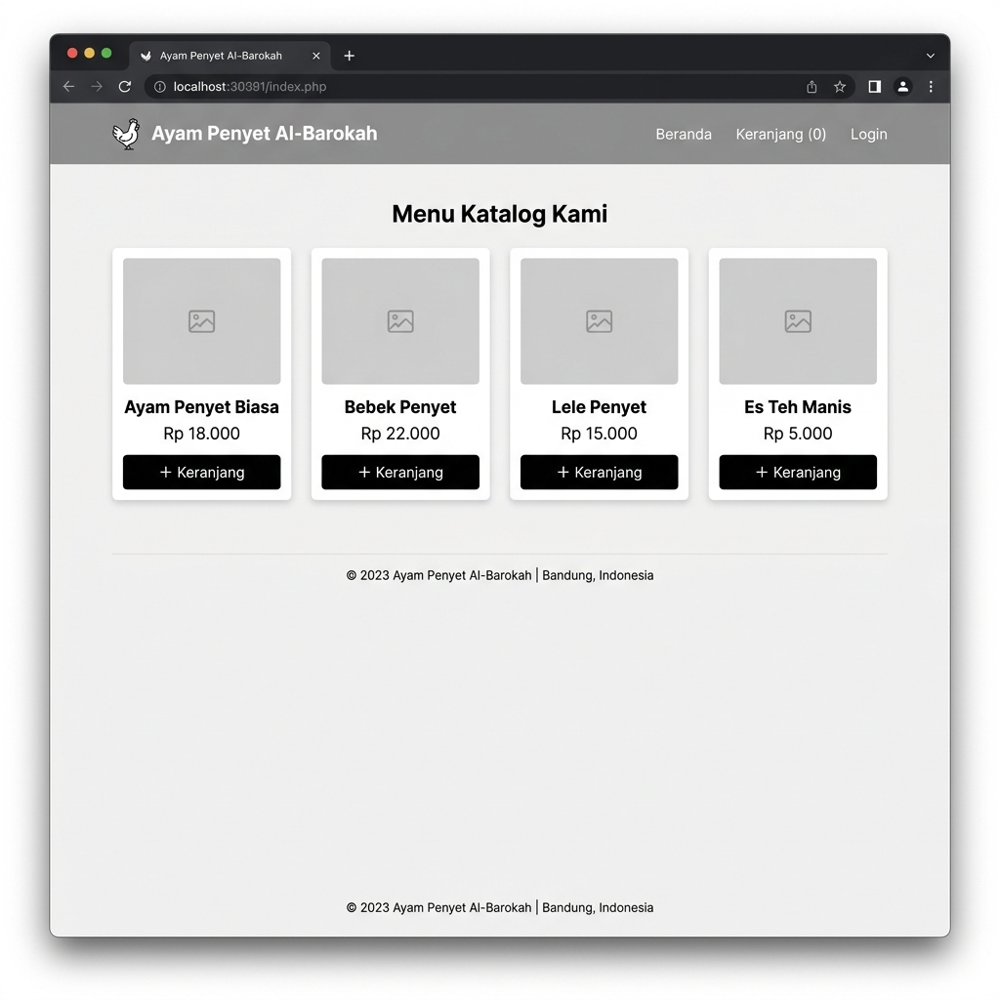 Ayam Penyet Al-Barokah
localhost:30391/index.php
Ayam Penyet Al-Barokah
Beranda
Keranjang (0)
Login
Menu Katalog Kami
Ayam Penyet Biasa
Rp 18.000
+ Keranjang
Bebek Penyet
Rp 22.000
+ Keranjang
Lele Penyet
Rp 15.000
+ Keranjang
Es Teh Manis
Rp 5.000
+ Keranjang
© 2023 Ayam Penyet Al-Barokah | Bandung, Indonesia
© 2023 Ayam Penyet Al-Barokah | Bandung, Indonesia